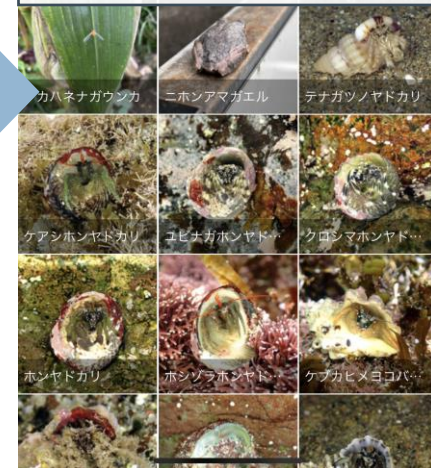 カハネナガウンカ
ニホンアマガエル
テナガツノヤドカリ
ケアシホンヤドカリ
ユビナガホンヤド…
クロシマホンヤド…
ホンヤドカリ
ホシゾラホンヤド…
ケブカヒメヨコバ…